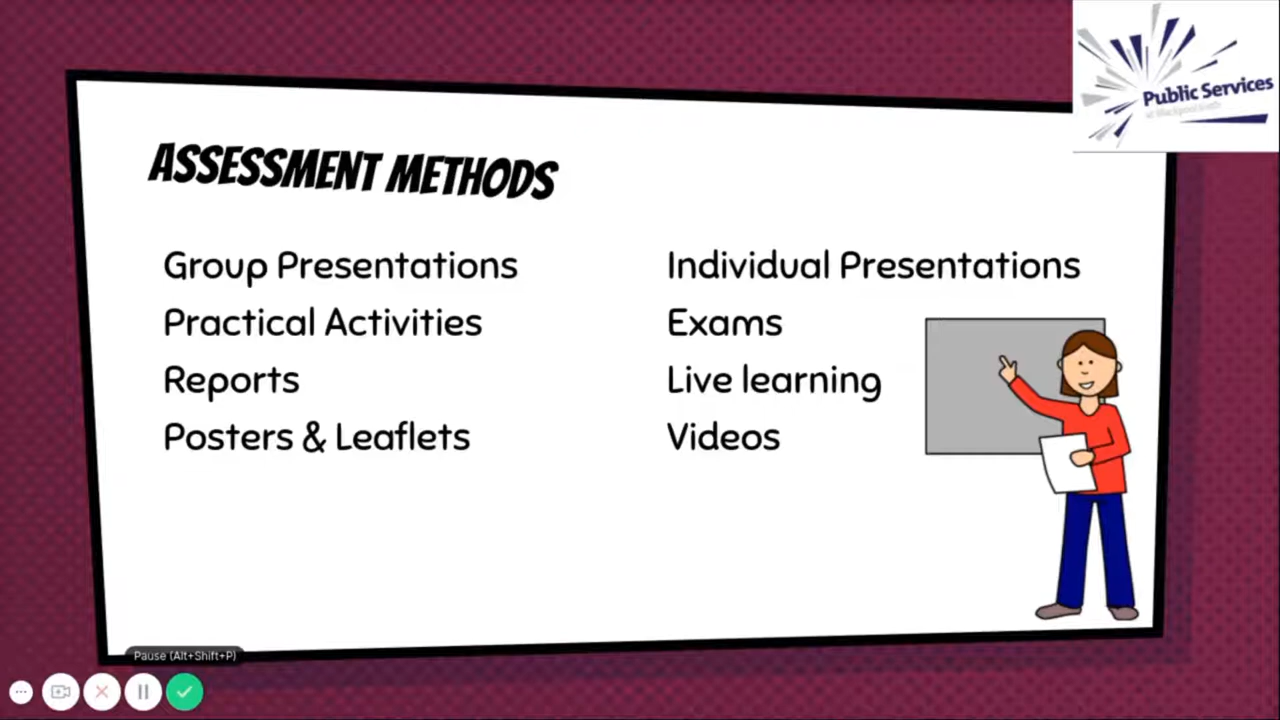 Public Services
ASSESSMENT METHODS
Group Presentations
Practical Activities
Reports
Posters & Leaflets
Individual Presentations
Exams
Live learning
Videos
Pause (Alt+Shift+P)